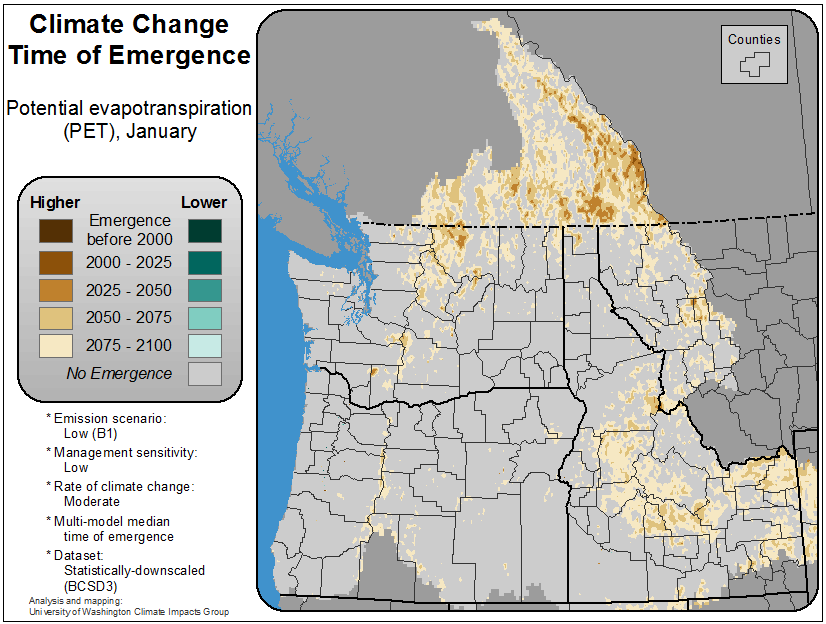 Climate Change
Time of Emergence
Potential evapotranspiration
(PET), January
Counties
Higher
Lower
Emergence
before 2000
2000 - 2025
2025 - 2050
2050 - 2075
2075 - 2100
No Emergence
* Emission scenario:
Low (B1)
* Management sensitivity:
Low
* Rate of climate change:
Moderate
* Multi-model median
time of emergence
* Dataset:
Statistically-downscaled
(BCSD3)
Analysis and mapping:
University of Washington Climate Impacts Group